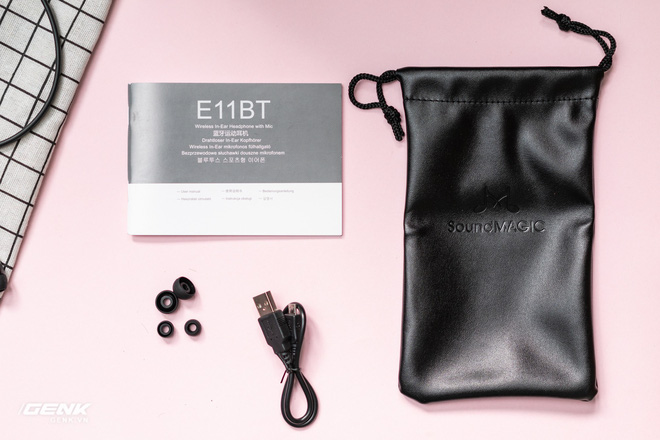 E11BT
Wireless In-Ear Headphone with Mic
蓝牙运动耳机
Drahtloser In-Ear Kopfhörer
Wireless In-Ear mikrofonos fülhallgató
Bezprzewodowe słuchawki douszne mikrofonem
블루투스 스포츠형 이어폰
SoundMAGIC
GENK